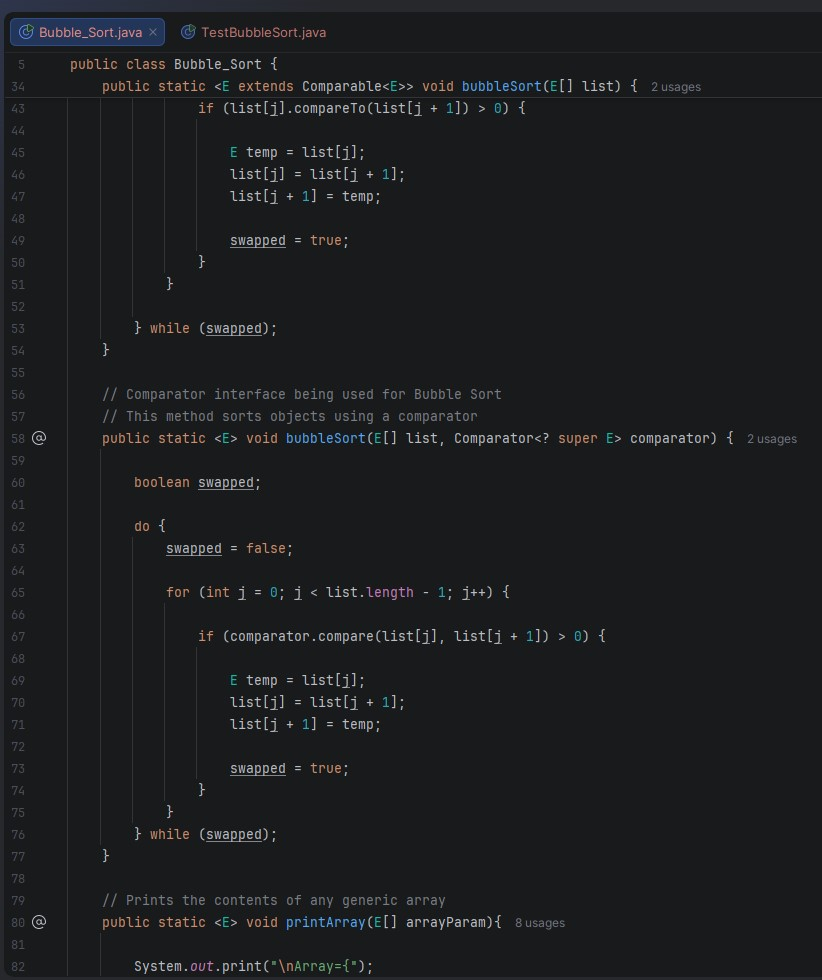 Bubble_Sort.java × TestBubbleSort.java
5 public class Bubble_Sort {
34 public static <E extends Comparable<E>> void bubbleSort(E[] list) { 2 usages
43 if (list[j].compareTo(list[j + 1]) > 0) {
44
45 E temp = list[j];
46 list[j] = list[j + 1];
47 list[j + 1] = temp;
48
49 swapped = true;
50 }
51 }
52
53 } while (swapped);
54 }
55
56 // Comparator interface being used for Bubble Sort
57 // This method sorts objects using a comparator
58 @ public static <E> void bubbleSort(E[] list, Comparator<? super E> comparator) { 2 usages
59
60 boolean swapped;
61
62 do {
63 swapped = false;
64
65 for (int j = 0; j < list.length - 1; j++) {
66
67 if (comparator.compare(list[j], list[j + 1]) > 0) {
68
69 E temp = list[j];
70 list[j] = list[j + 1];
71 list[j + 1] = temp;
72
73 swapped = true;
74 }
75 }
76 } while (swapped);
77 }
78
79 // Prints the contents of any generic array
80 @ public static <E> void printArray(E[] arrayParam){ 8 usages
81
82 System.out.print("\nArray={");